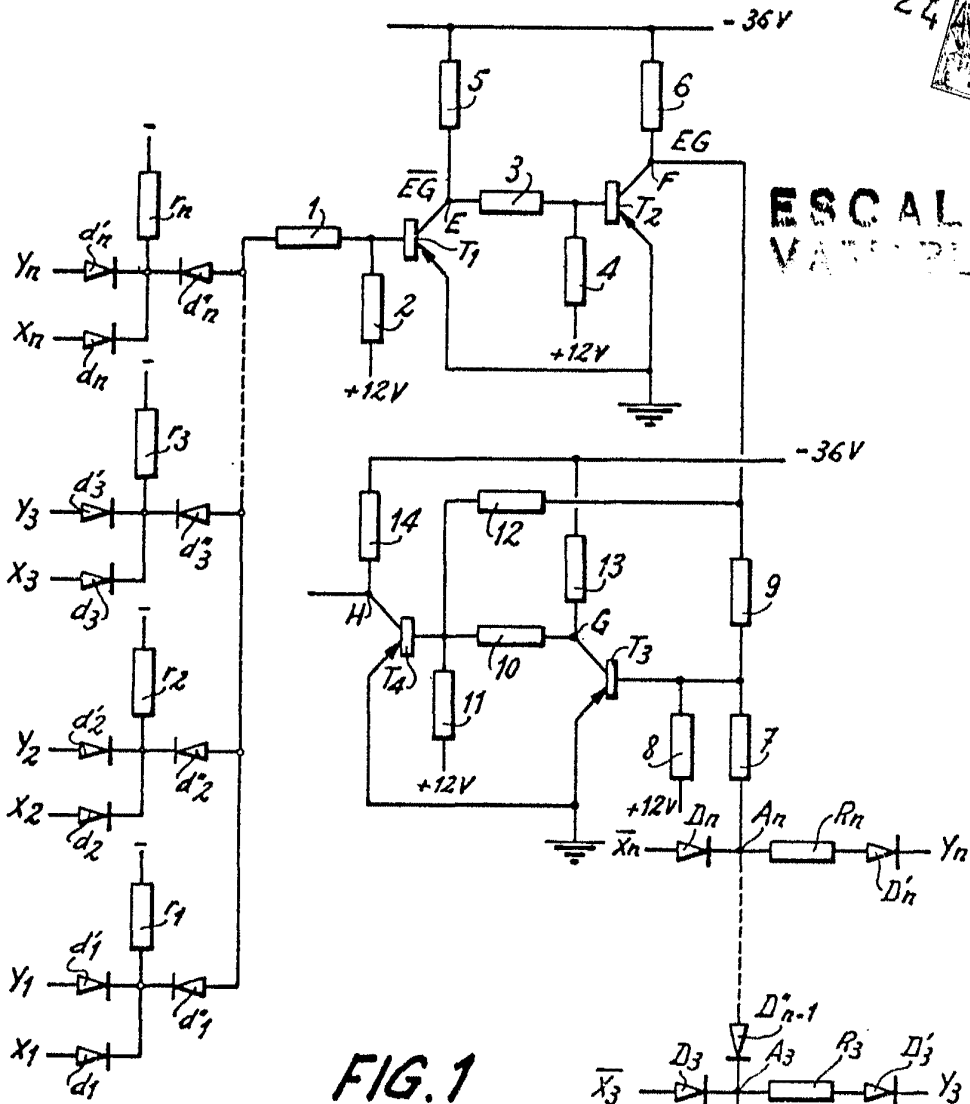 24
-36V
5
6
EG
E̅G̅
3
F
T2
E
T1
rn
1
4
2
Yn
d'n
d"n
Xn
dn
+12V
+12V
ESCAL
-36V
r3
Y3
d'3
d"3
X3
d3
14
12
13
9
H
G
T4
10
T3
11
8
7
+12V
+12V
r2
Y2
d'2
d"2
X2
d2
X̅n
Dn
An
Rn
Yn
D'n
r1
Y1
d'1
d"1
X1
d1
D"n-1
X̅3
D3
A3
R3
D'3
Y3
FIG.1